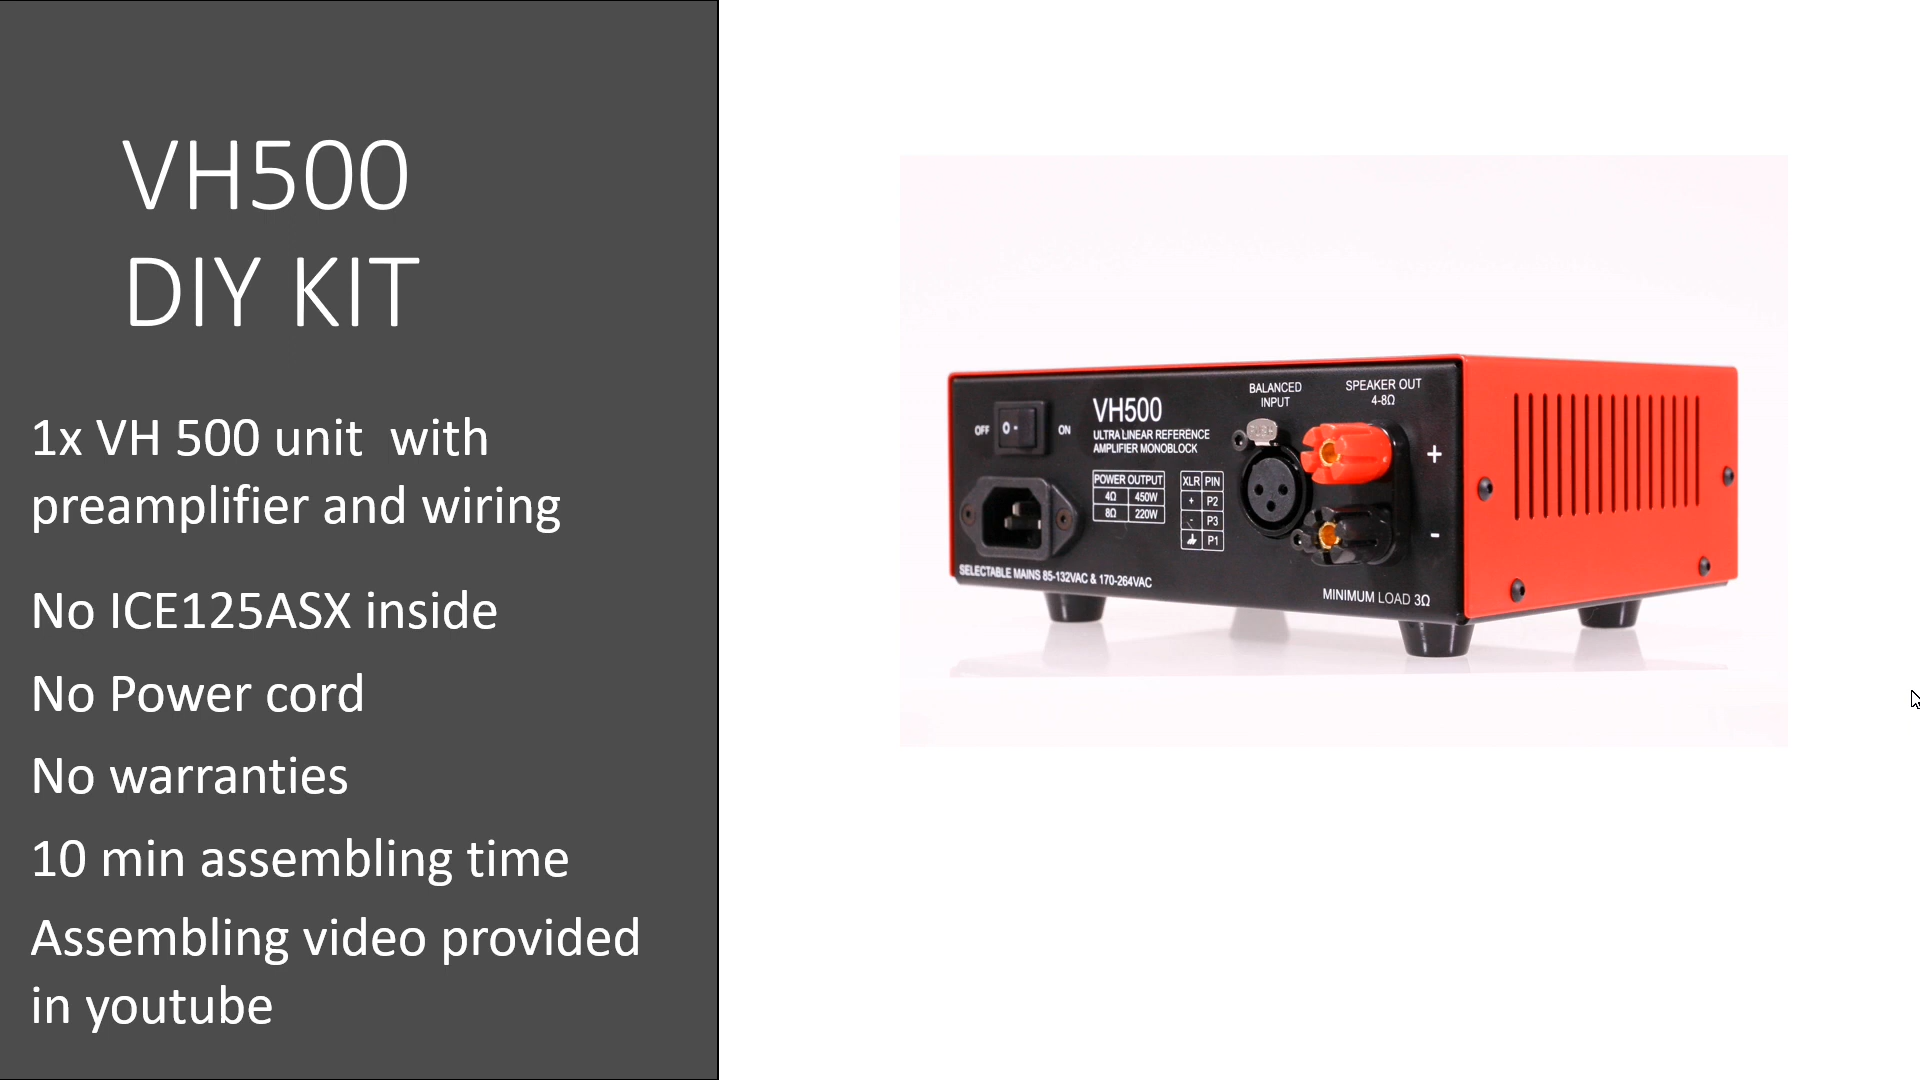 VH500
DIY KIT
1x VH 500 unit  with
preamplifier and wiring
No ICE125ASX inside
No Power cord
No warranties
10 min assembling time
Assembling video provided
in youtube
OFF
ON
VH500
ULTRA LINEAR REFERENCE
AMPLIFIER MONOBLOCK
POWER OUTPUT
4Ω 450W
8Ω 220W
XLR PIN
+ P2
- P3
P1
BALANCED
INPUT
PUSH
SPEAKER OUT
4-8Ω
+
-
SELECTABLE MAINS 85-132VAC & 170-264VAC
MINIMUM LOAD 3Ω